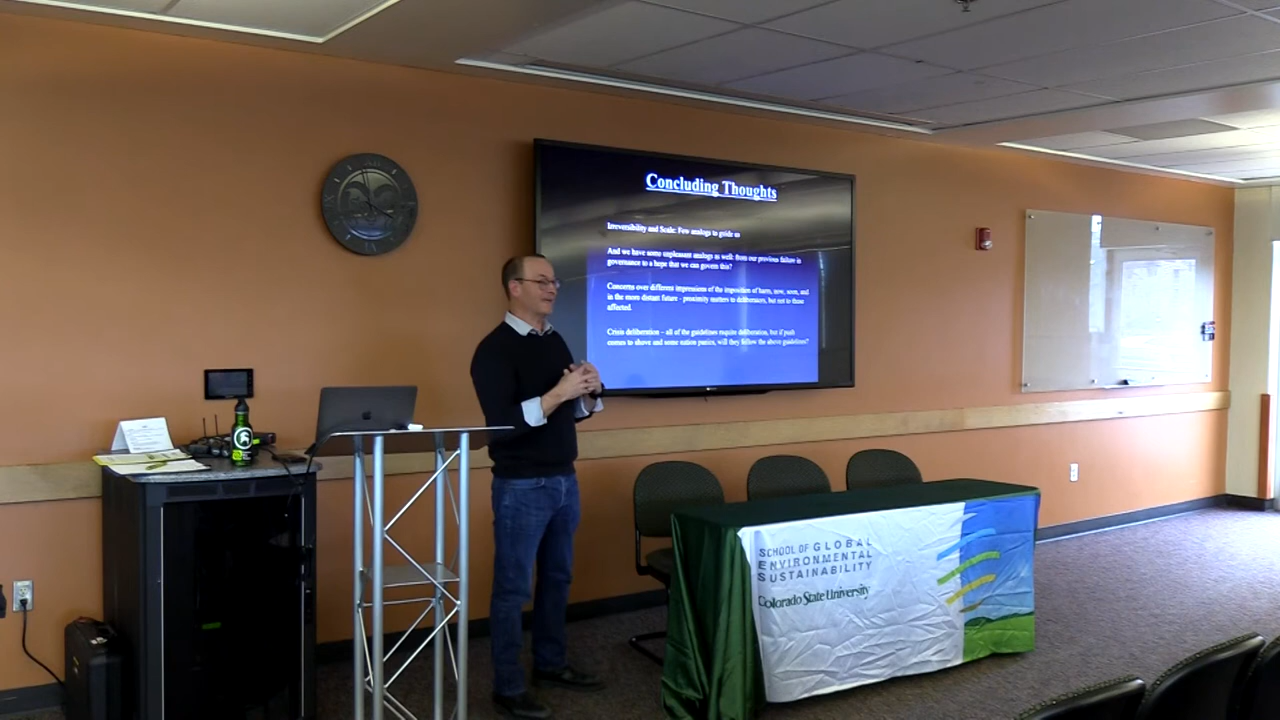 Concluding Thoughts
Irreversibility and Scale: Few analogs to guide us
And we have some unpleasant analogs as well: from our previous failure in
governance to a hope that we can govern this?
Concerns over different impressions of the imposition of harm, now, soon, and
in the more distant future - proximity matters to deliberators, but not to those
affected.
Crisis deliberation – all of the guidelines require deliberation, but if push
comes to shove and some nation panics, will they follow the above guidelines?
SCHOOL OF GLOBAL
ENVIRONMENTAL
SUSTAINABILITY
Colorado State University